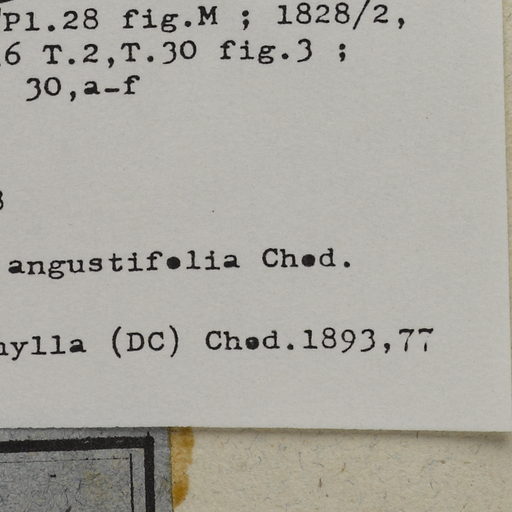 Pl.28 fig.M ; 1828/2,
6 T.2,T.30 fig.3 ;
30,a-f
angustifolia Chod.
hylla (DC) Chod.1893,77